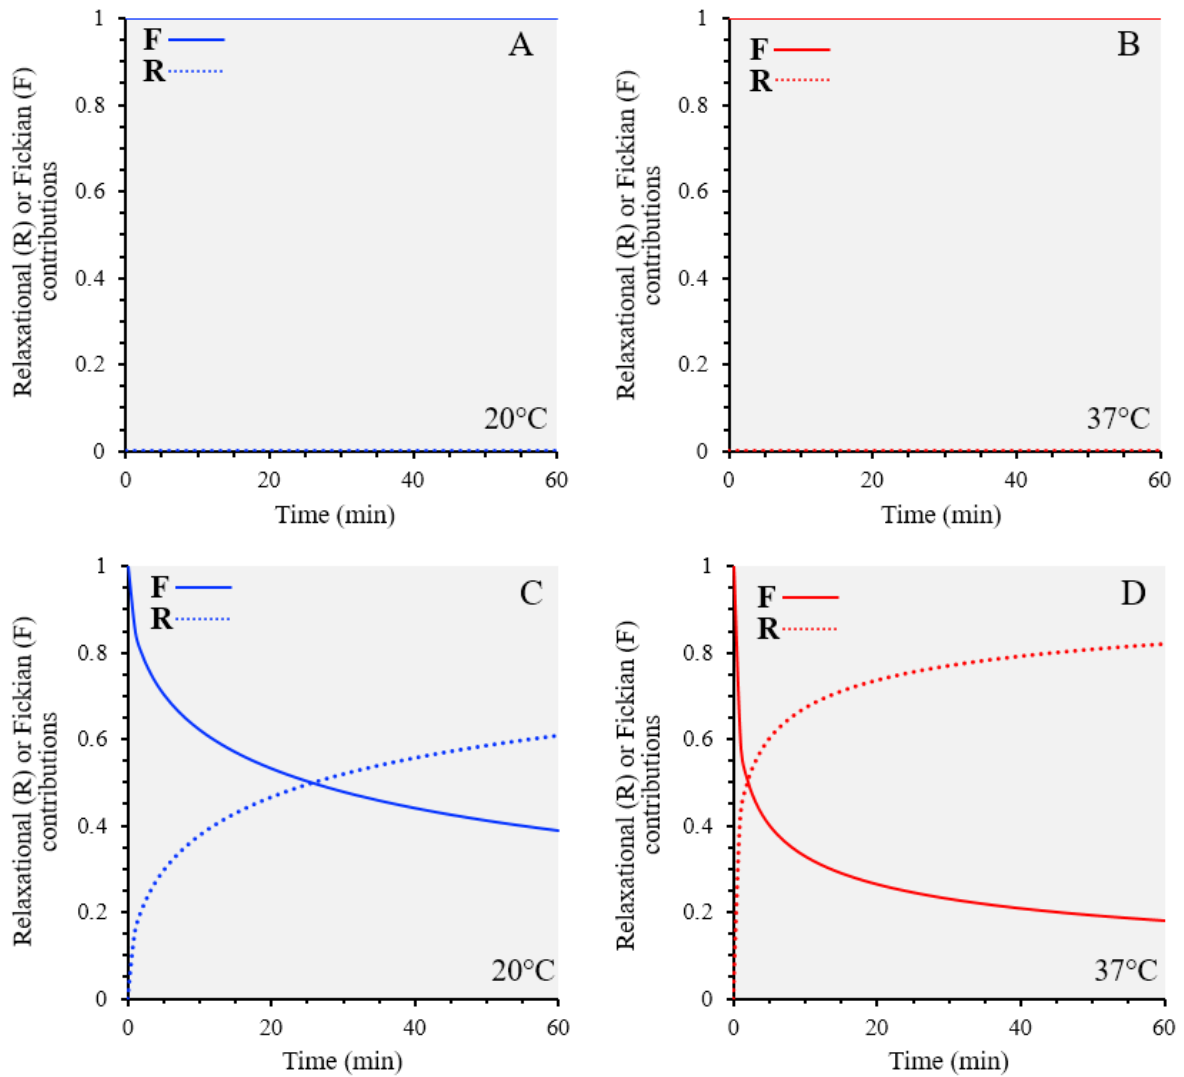 Relaxational (R) or Fickian (F)
contributions
1
0.8
0.6
0.4
0.2
0
F
R
A
20°C
0
20
40
60
Time (min)
Relaxational (R) or Fickian (F)
contributions
1
0.8
0.6
0.4
0.2
0
F
R
B
37°C
0
20
40
60
Time (min)
Relaxational (R) or Fickian (F)
contributions
1
0.8
0.6
0.4
0.2
0
F
R
C
20°C
0
20
40
60
Time (min)
Relaxational (R) or Fickian (F)
contributions
1
0.8
0.6
0.4
0.2
0
F
R
D
37°C
0
20
40
60
Time (min)